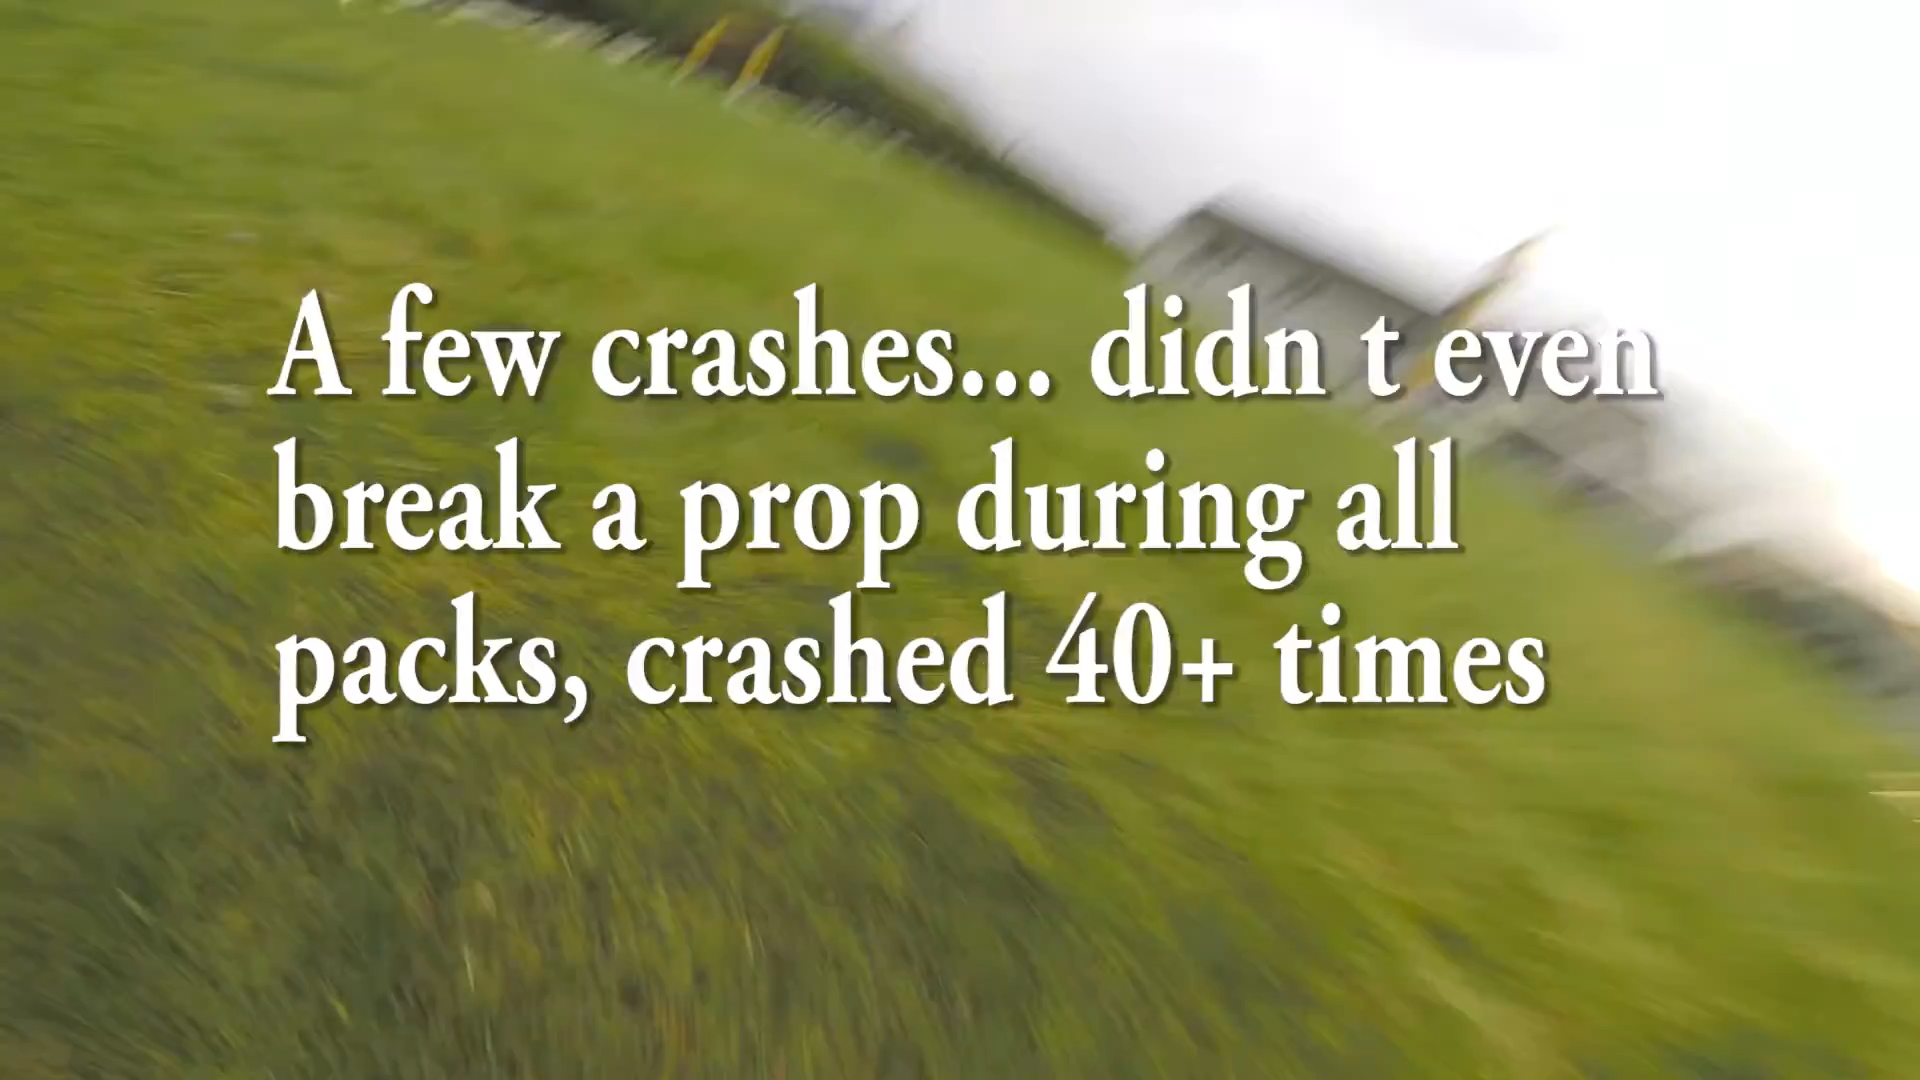 A few crashes... didn t even
break a prop during all
packs, crashed 40+ times